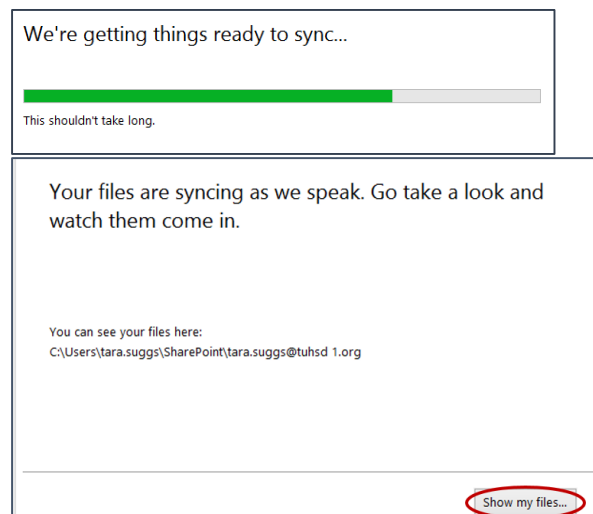 We're getting things ready to sync...
This shouldn't take long.
Your files are syncing as we speak. Go take a look and
watch them come in.
You can see your files here:
C:\Users\tara.suggs\SharePoint\tara.suggs@tuhsd 1.org
Show my files...